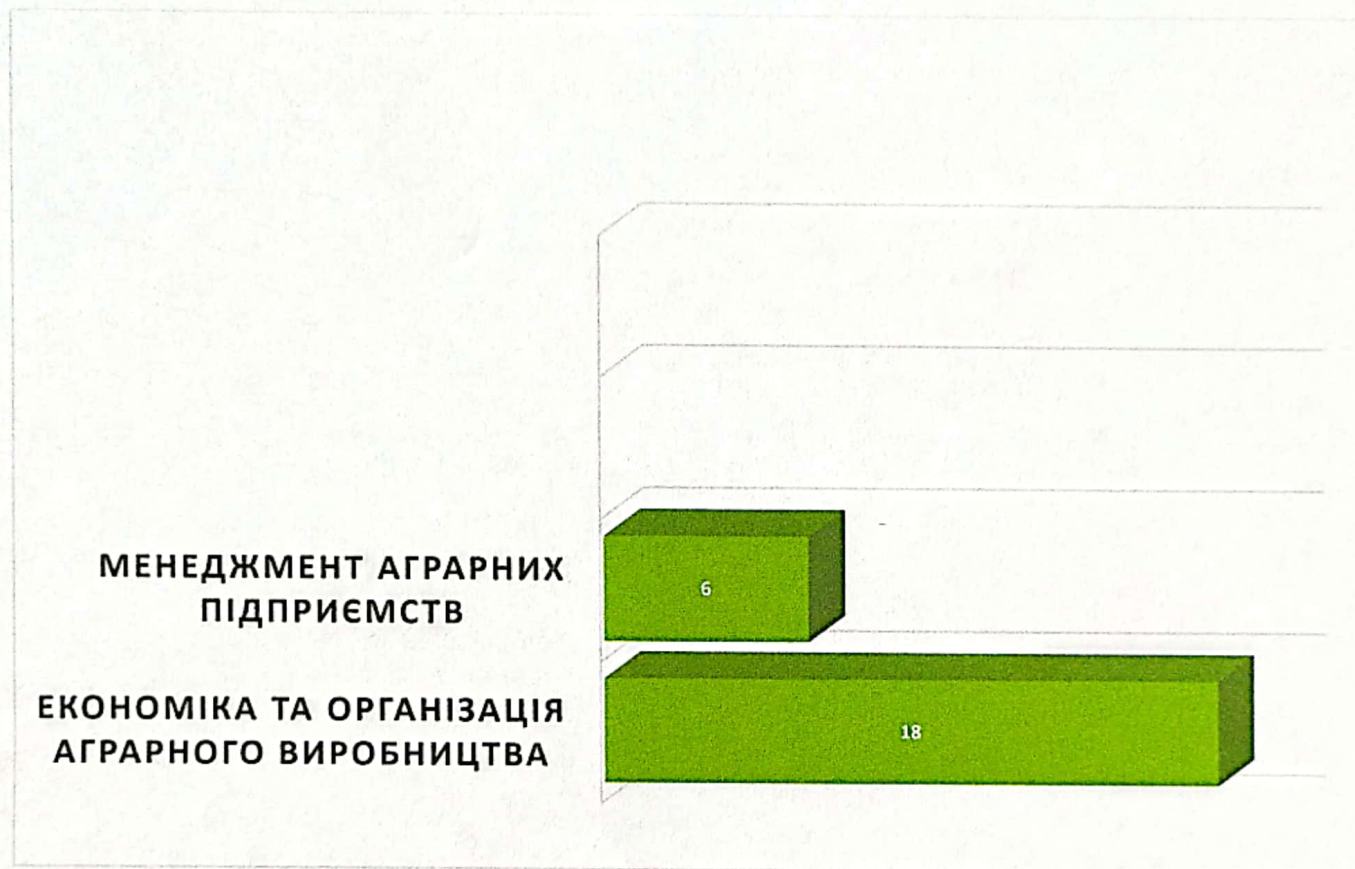 МЕНЕДЖМЕНТ АГРАРНИХ
ПІДПРИЄМСТВ
6
ЕКОНОМІКА ТА ОРГАНІЗАЦІЯ
АГРАРНОГО ВИРОБНИЦТВА
18